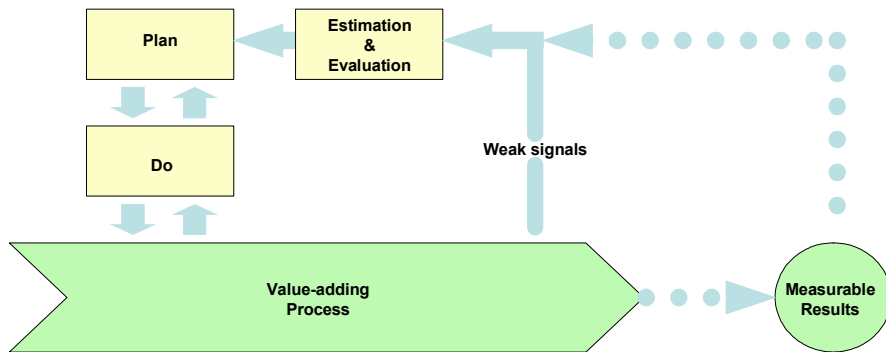 Plan
Estimation
&
Evaluation
Do
Weak signals
Value-adding
Process
Measurable
Results